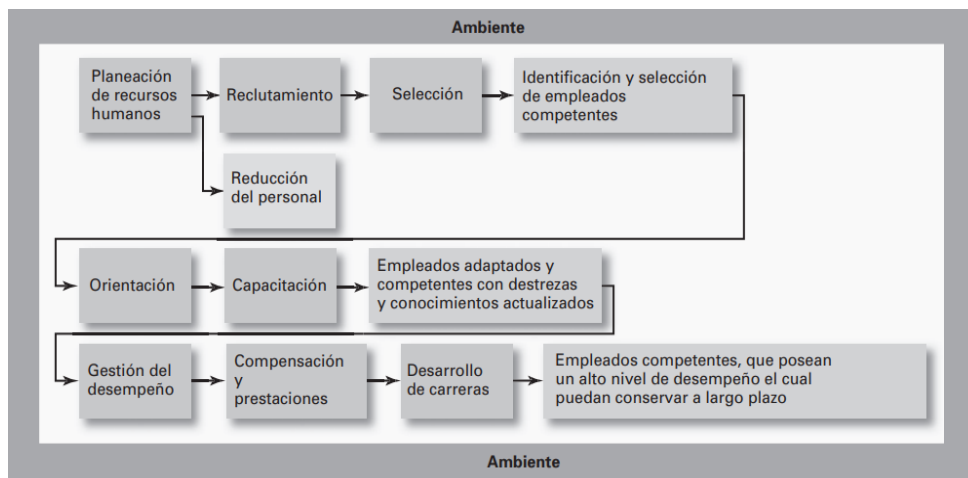 Ambiente
Planeación
de recursos
humanos
Reclutamiento
Selección
Identificación y selección
de empleados
competentes
Reducción
del personal
Orientación
Capacitación
Empleados adaptados y
competentes con destrezas
y conocimientos actualizados
Gestión del
desempeño
Compensación
y
prestaciones
Desarrollo
de carreras
Empleados competentes, que posean
un alto nivel de desempeño el cual
puedan conservar a largo plazo
Ambiente